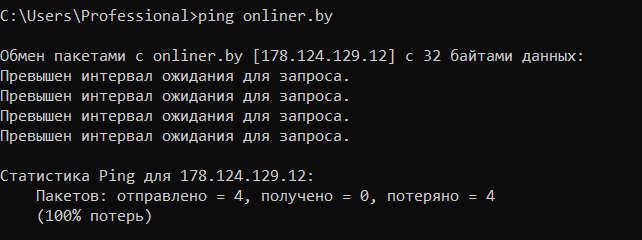 C:\Users\Professional>ping onliner.by
Обмен пакетами с onliner.by [178.124.129.12] с 32 байтами данных:
Превышен интервал ожидания для запроса.
Превышен интервал ожидания для запроса.
Превышен интервал ожидания для запроса.
Превышен интервал ожидания для запроса.
Статистика Ping для 178.124.129.12:
Пакетов: отправлено = 4, получено = 0, потеряно = 4
(100% потерь)